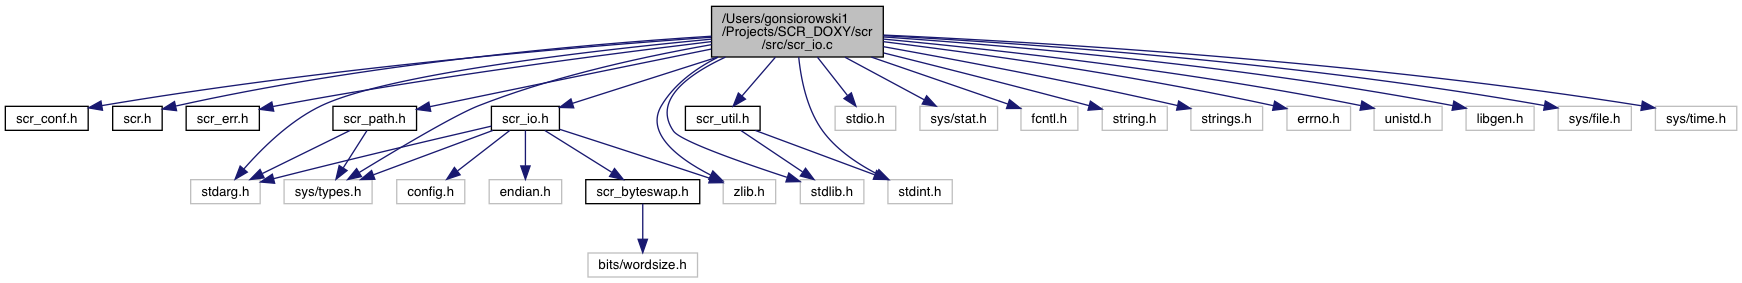 /Users/gonsiorowski1
/Projects/SCR_DOXY/scr
/src/scr_io.c
scr_conf.h
scr.h
scr_err.h
scr_path.h
scr_io.h
scr_util.h
stdio.h
sys/stat.h
fcntl.h
string.h
strings.h
errno.h
unistd.h
libgen.h
sys/file.h
sys/time.h
stdarg.h
sys/types.h
config.h
endian.h
scr_byteswap.h
zlib.h
stdlib.h
stdint.h
bits/wordsize.h